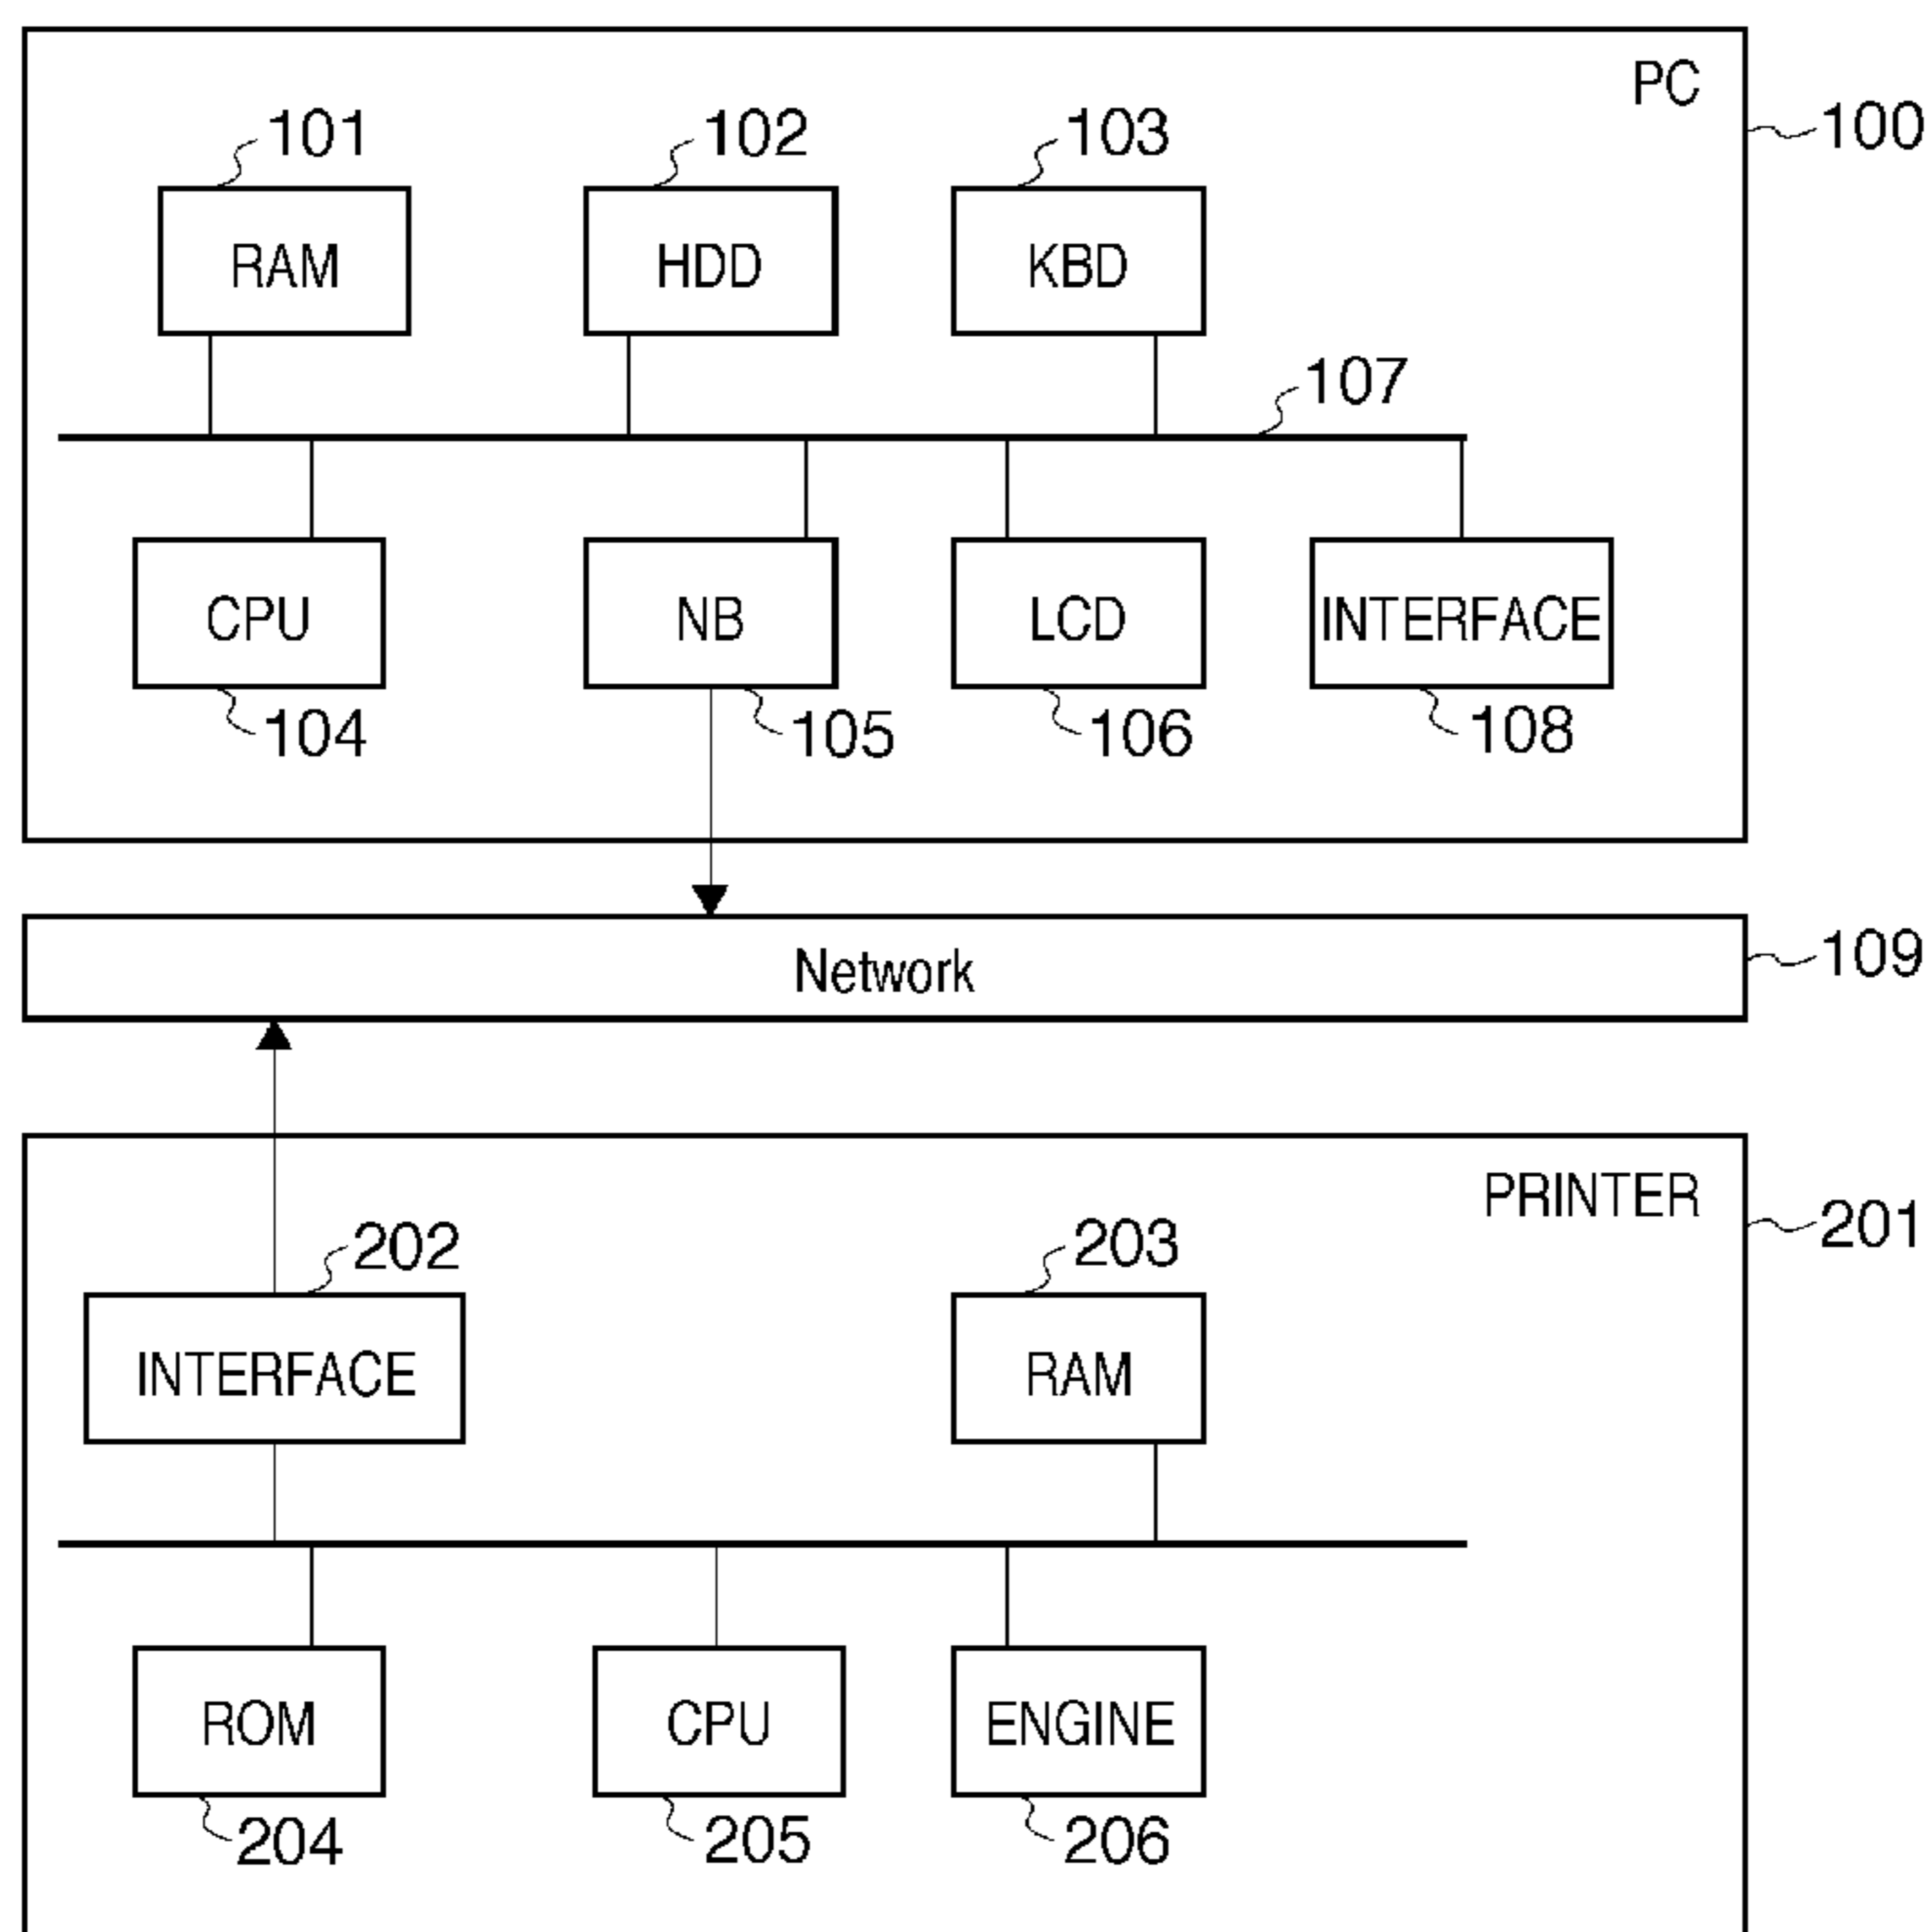 PC
100
101
102
103
RAM
HDD
KBD
107
CPU
NB
LCD
INTERFACE
104
105
106
108
Network
109
PRINTER
201
202
203
INTERFACE
RAM
ROM
CPU
ENGINE
204
205
206